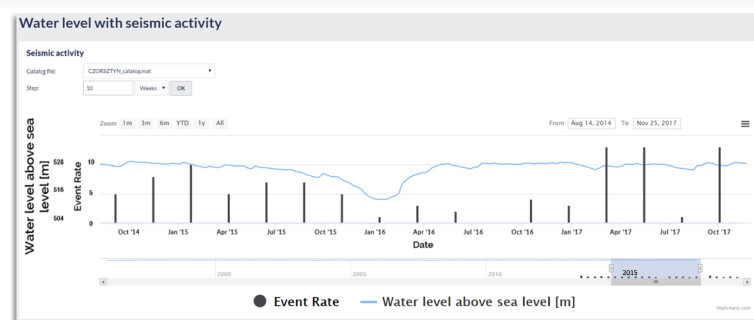 Water level with seismic activity
Seismic activity
Catalog file: CZORSZTYN_catalog.mat
Step: 10 Weeks OK
Zoom 1m 3m 6m YTD 1y All From Aug 14, 2014 To Nov 25, 2017
Water level above sea level [m]
Event Rate
528 10
516 5
504 0
Oct '14 Jan '15 Apr '15 Jul '15 Oct '15 Jan '16 Apr '16 Jul '16 Oct '16 Jan '17 Apr '17 Jul '17 Oct '17
Date
2000 2005 2010 2015
Event Rate Water level above sea level [m]
Highcharts.com